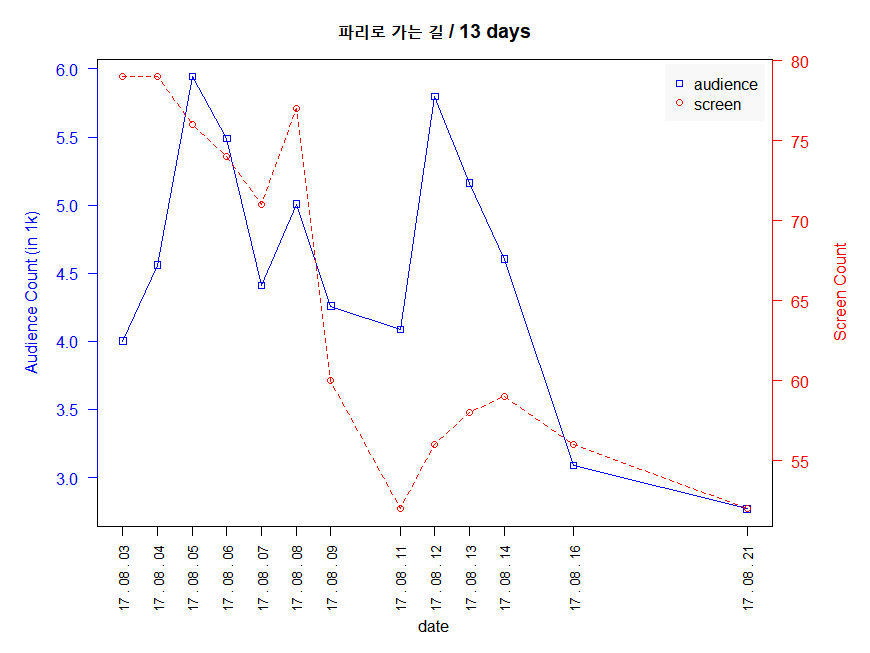 파리로 가는 길 / 13 days
audience
screen
Audience Count (in 1k)
6.0
5.5
5.0
4.5
4.0
3.5
3.0
80
75
70
65
60
55
Screen Count
17 . 08 . 03
17 . 08 . 04
17 . 08 . 05
17 . 08 . 06
17 . 08 . 07
17 . 08 . 08
17 . 08 . 09
17 . 08 . 11
17 . 08 . 12
17 . 08 . 13
17 . 08 . 14
17 . 08 . 16
17 . 08 . 21
date